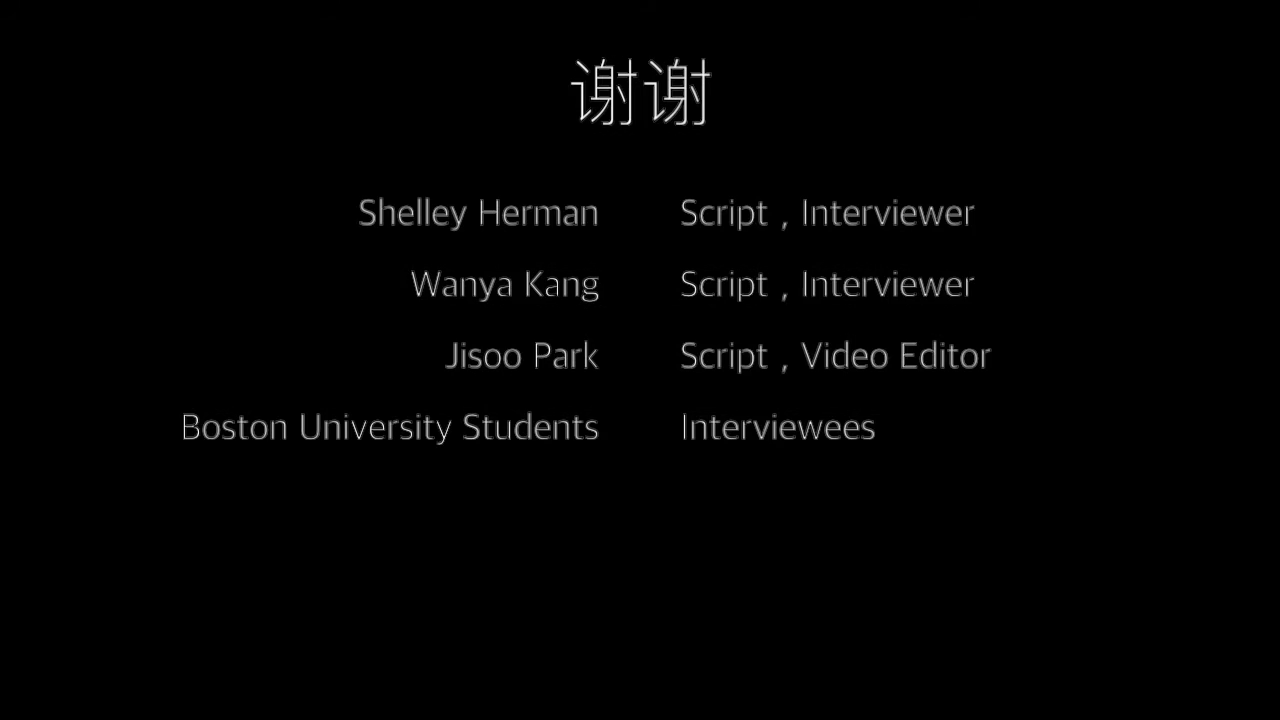 谢谢
Shelley Herman Script , Interviewer
Wanya Kang Script , Interviewer
Jisoo Park Script , Video Editor
Boston University Students Interviewees